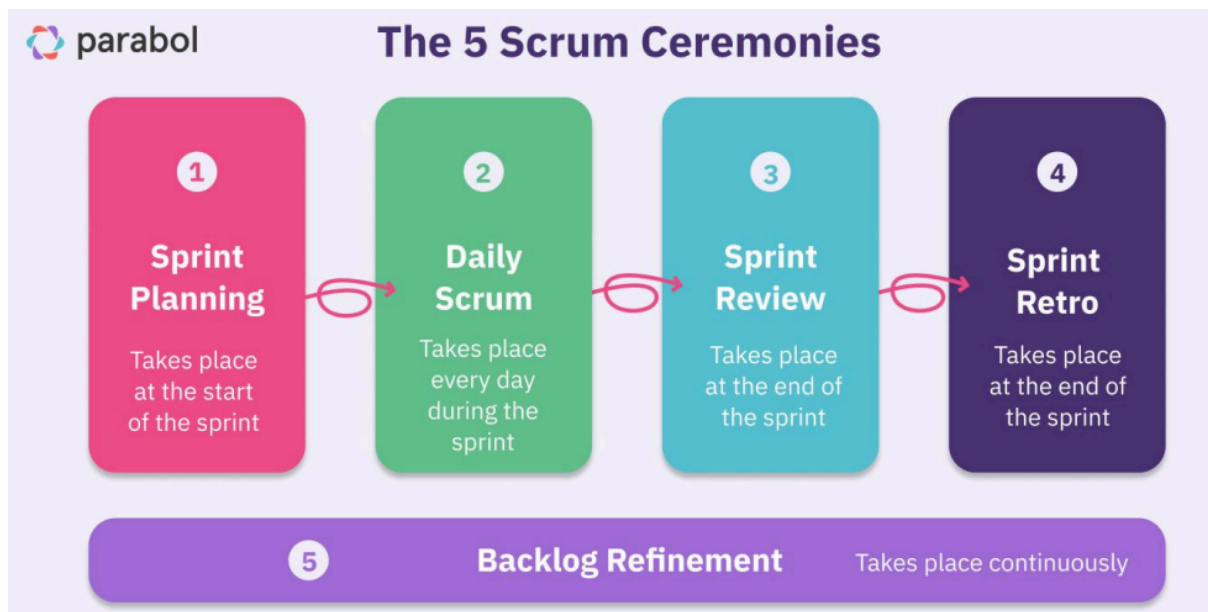 parabol
The 5 Scrum Ceremonies
1
Sprint
Planning
Takes place
at the start
of the sprint
2
Daily
Scrum
Takes place
every day
during the
sprint
3
Sprint
Review
Takes place
at the end of
the sprint
4
Sprint
Retro
Takes place
at the end of
the sprint
5 Backlog Refinement Takes place continuously